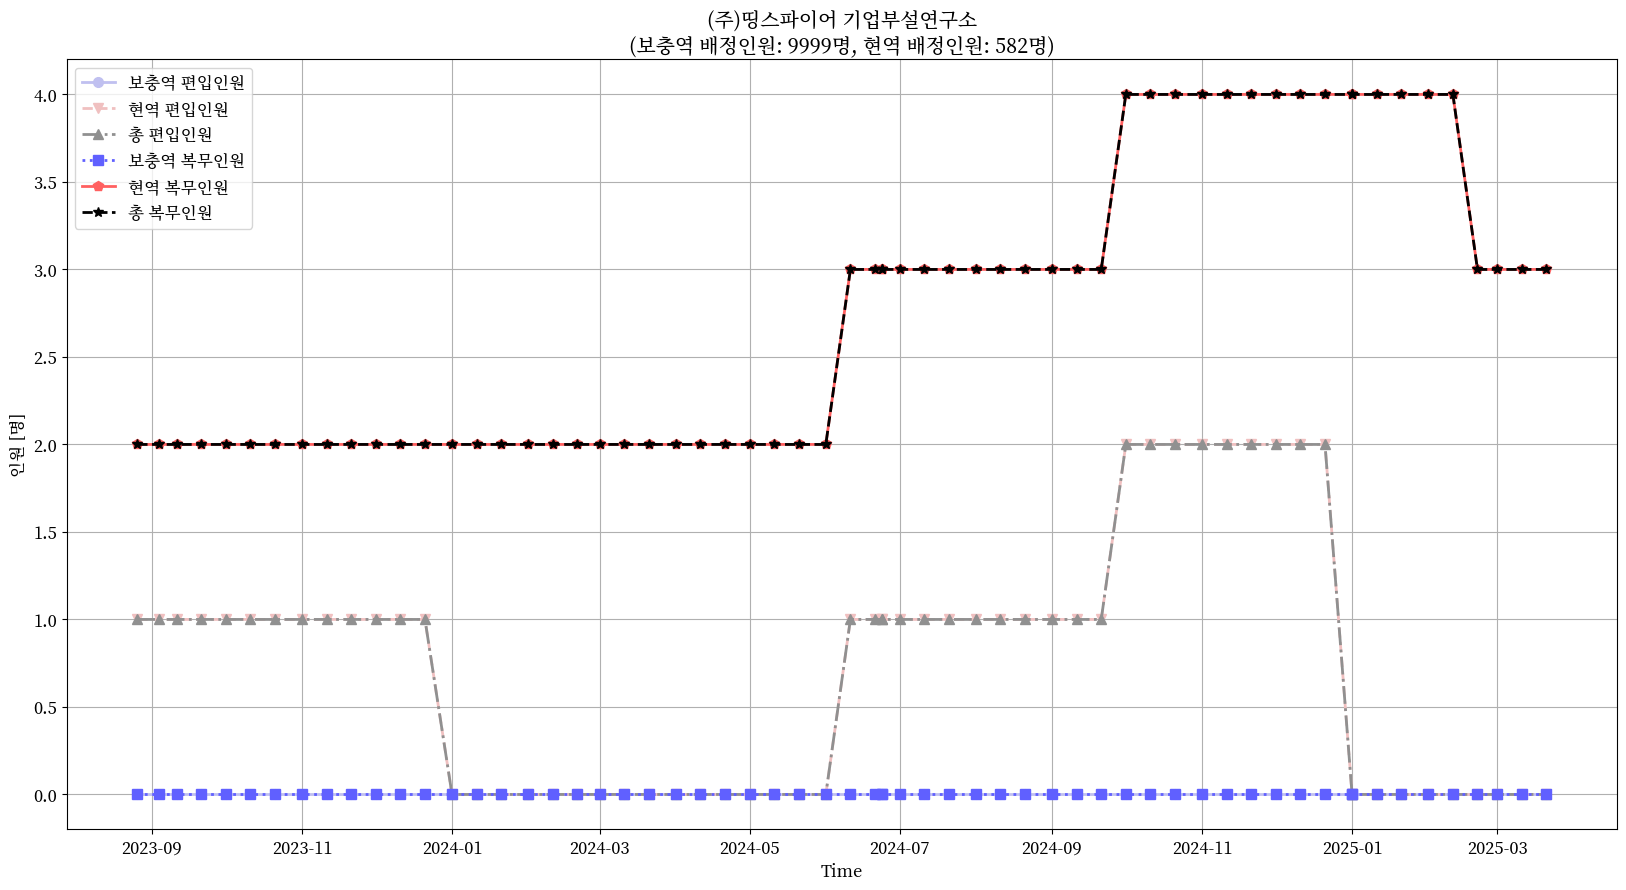 (주)띵스파이어 기업부설연구소
(보충역 배정인원: 9999명, 현역 배정인원: 582명)
보충역 편입인원
현역 편입인원
총 편입인원
보충역 복무인원
현역 복무인원
총 복무인원
4.0
3.5
3.0
2.5
2.0
1.5
1.0
0.5
0.0
인원 [명]
2023-09
2023-11
2024-01
2024-03
2024-05
2024-07
2024-09
2024-11
2025-01
2025-03
Time